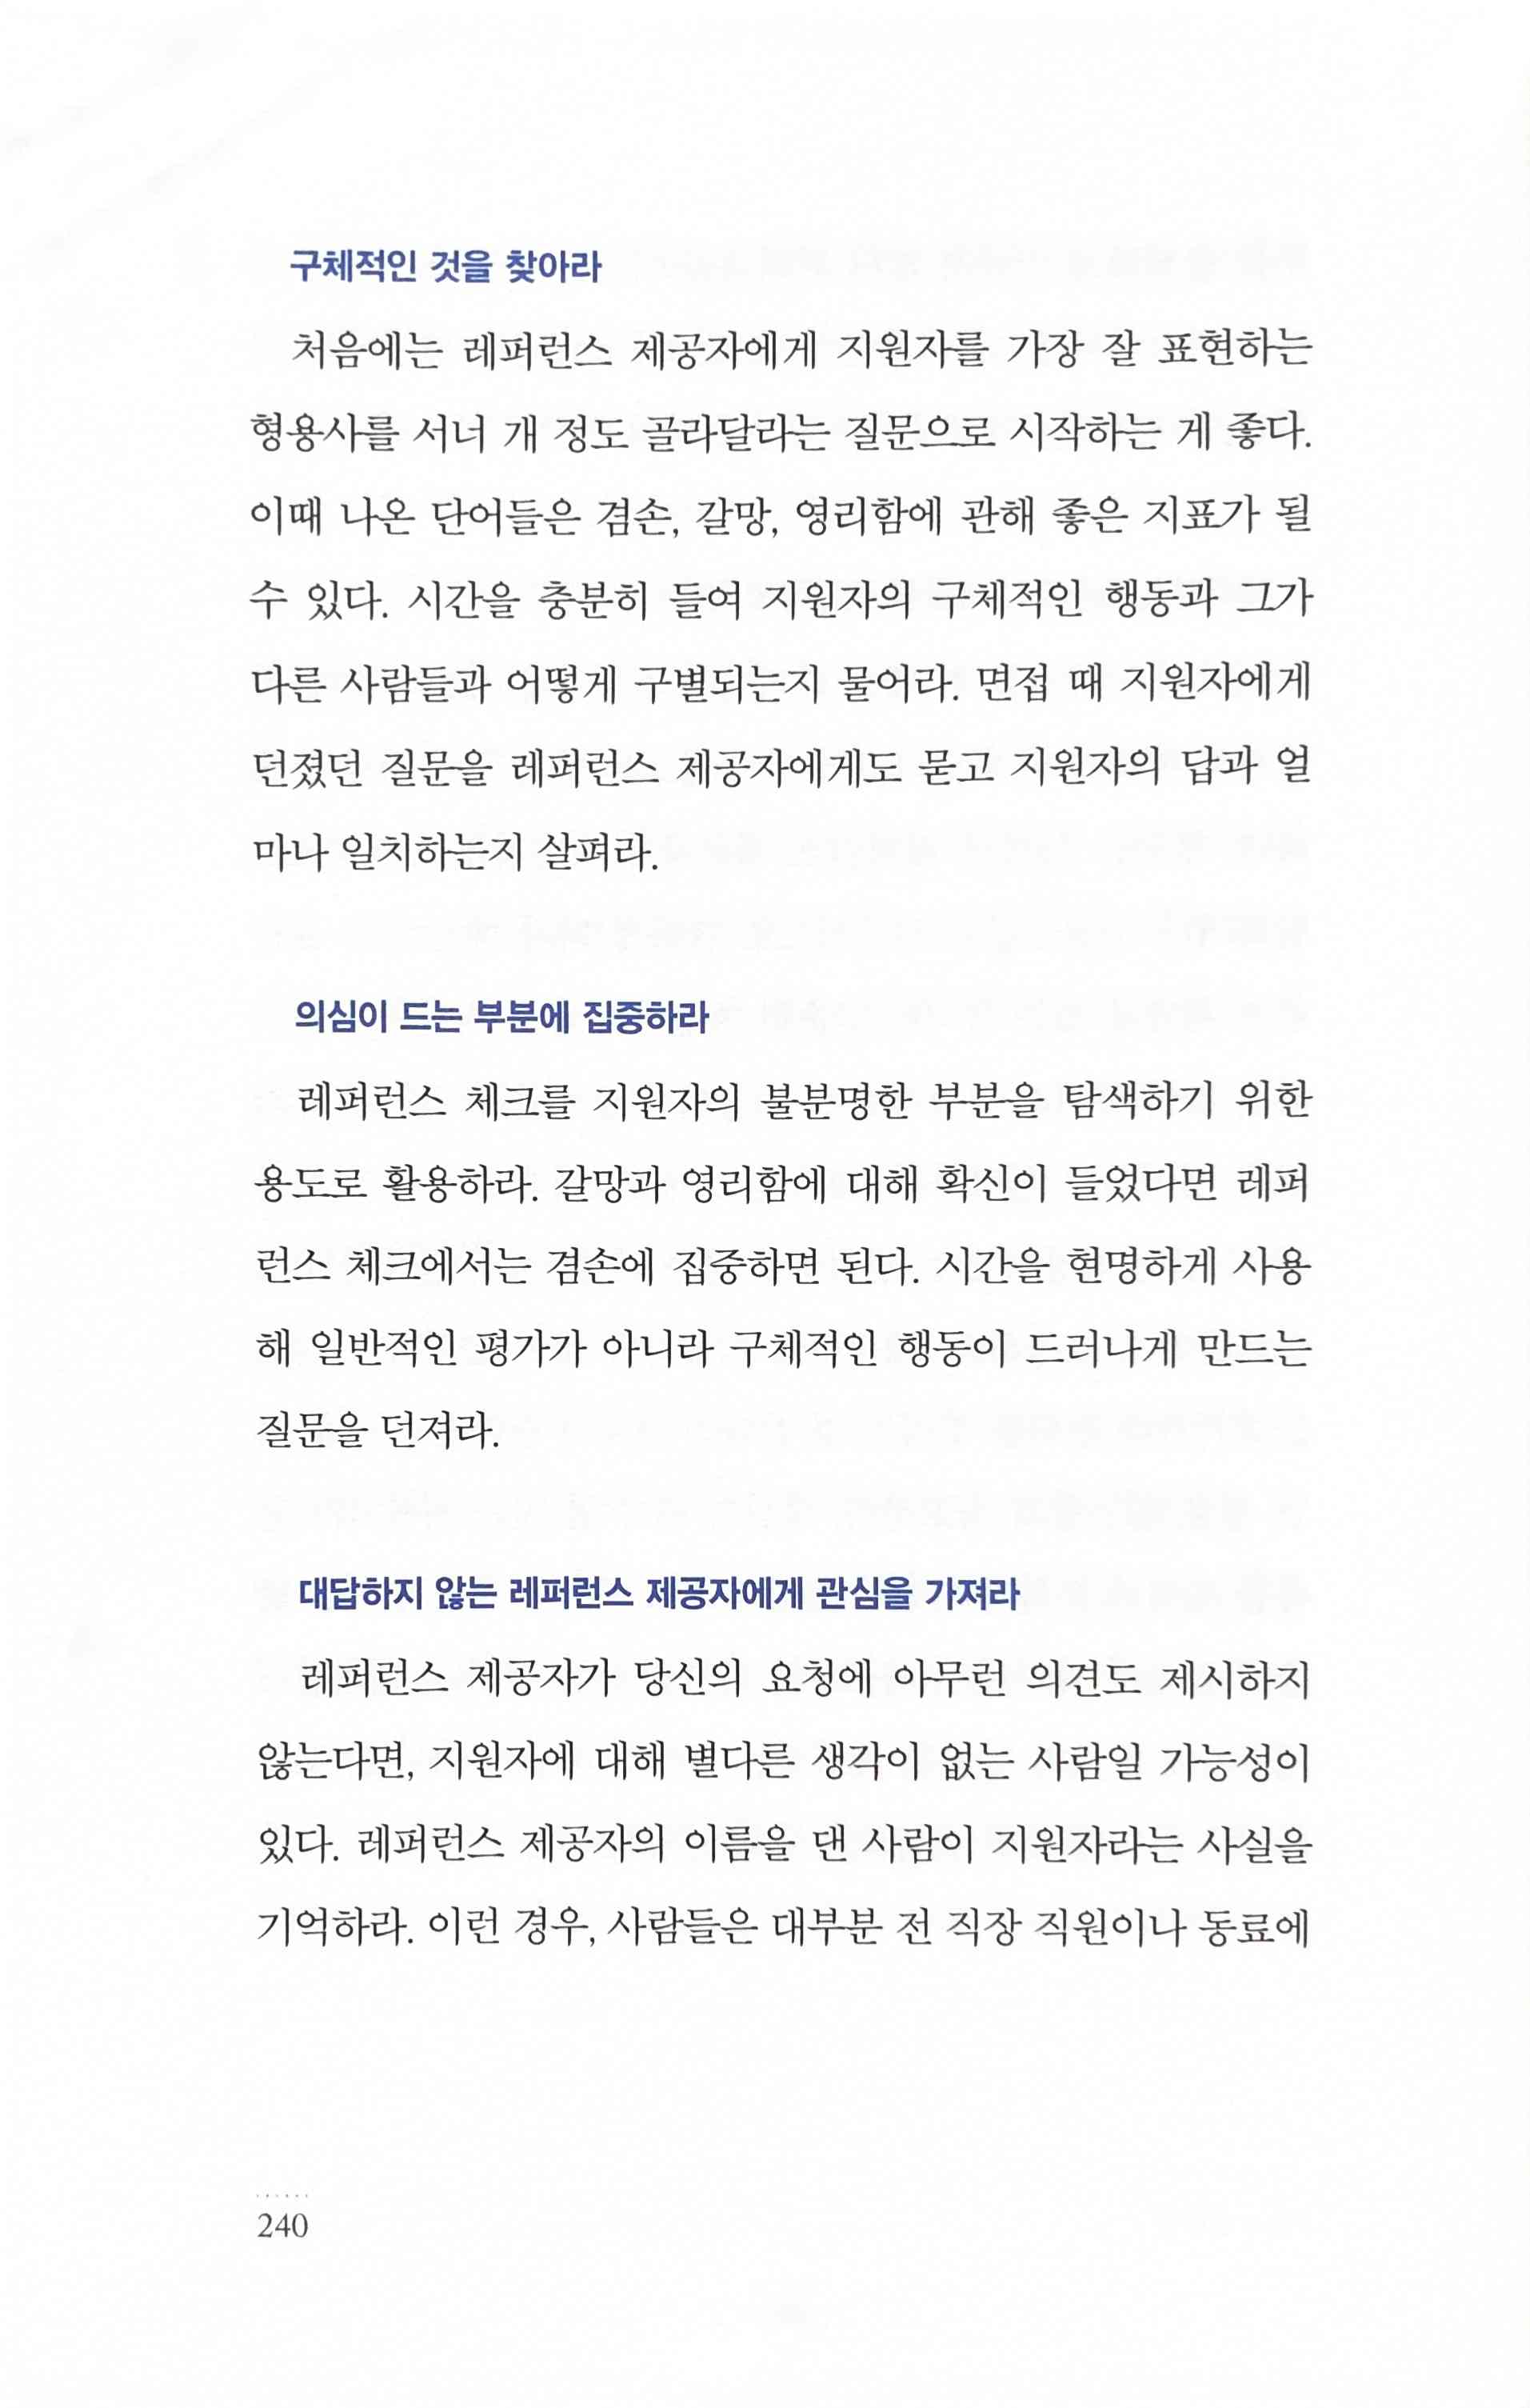 구체적인 것을 찾아라
처음에는 레퍼런스 제공자에게 지원자를 가장 잘 표현하는
형용사를 서너 개 정도 골라달라는 질문으로 시작하는 게 좋다.
이때 나온 단어들은 겸손, 갈망, 영리함에 관해 좋은 지표가 될
수 있다. 시간을 충분히 들여 지원자의 구체적인 행동과 그가
다른 사람들과 어떻게 구별되는지 물어라. 면접 때 지원자에게
던졌던 질문을 레퍼런스 제공자에게도 묻고 지원자의 답과 얼
마나 일치하는지 살펴라.
의심이 드는 부분에 집중하라
레퍼런스 체크를 지원자의 불분명한 부분을 탐색하기 위한
용도로 활용하라. 갈망과 영리함에 대해 확신이 들었다면 레퍼
런스 체크에서는 겸손에 집중하면 된다. 시간을 현명하게 사용
해 일반적인 평가가 아니라 구체적인 행동이 드러나게 만드는
질문을 던져라.
대답하지 않는 레퍼런스 제공자에게 관심을 가져라
레퍼런스 제공자가 당신의 요청에 아무런 의견도 제시하지
않는다면, 지원자에 대해 별다른 생각이 없는 사람일 가능성이
있다. 레퍼런스 제공자의 이름을 댄 사람이 지원자라는 사실을
기억하라. 이런 경우, 사람들은 대부분 전 직장 직원이나 동료에
240